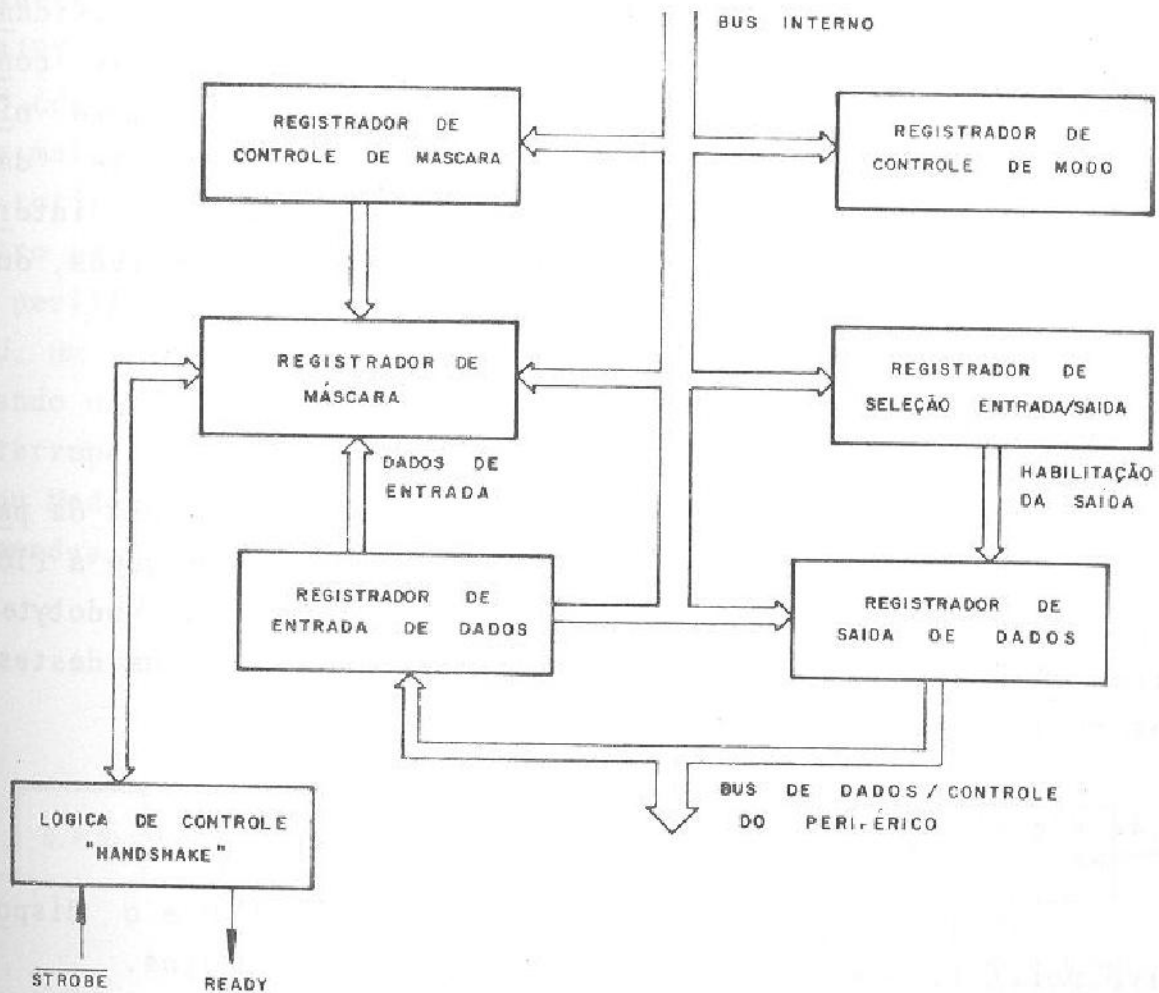 BUS INTERNO
REGISTRADOR DE
CONTROLE DE MASCARA
REGISTRADOR DE
CONTROLE DE MODO
REGISTRADOR DE
MÁSCARA
REGISTRADOR DE
SELEÇÃO ENTRADA/SAIDA
DADOS DE
ENTRADA
HABILITAÇÃO
DA SAIDA
REGISTRADOR DE
ENTRADA DE DADOS
REGISTRADOR DE
SAIDA DE DADOS
BUS DE DADOS / CONTROLE
DO PERIFÉRICO
LOGICA DE CONTROLE
"HANDSHAKE"
STROBE
READY